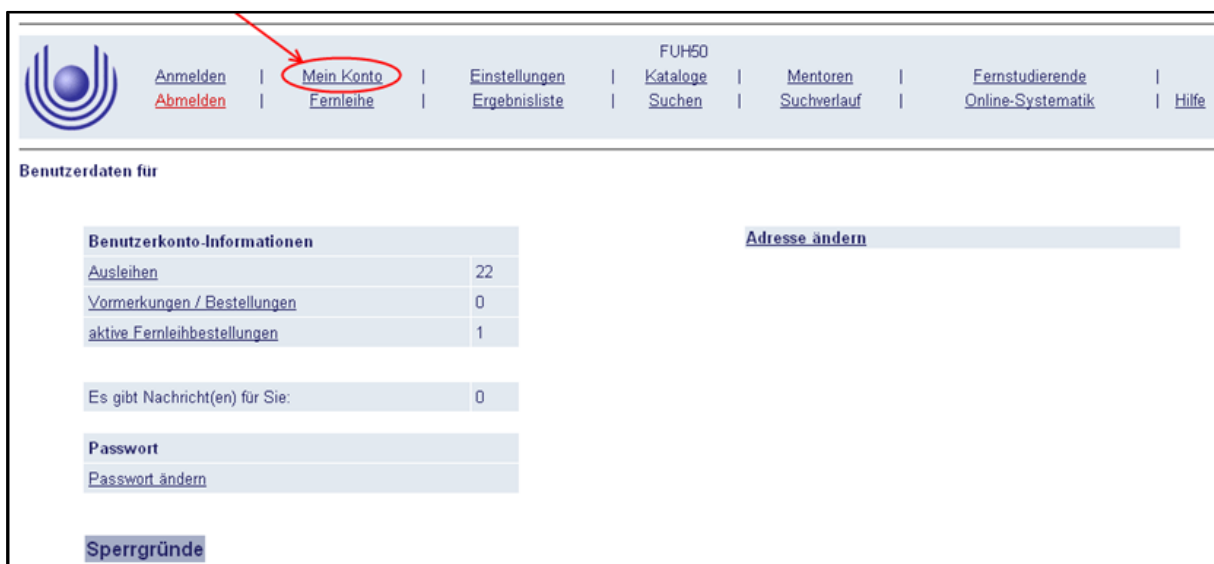 FUH50
Anmelden | Mein Konto | Einstellungen | Kataloge | Mentoren | Fernstudierende |
Abmelden | Fernleihe | Ergebnisliste | Suchen | Suchverlauf | Online-Systematik | Hilfe
Benutzerdaten für
Benutzerkonto-Informationen
Ausleihen 22
Vormerkungen / Bestellungen 0
aktive Fernleihbestellungen 1
Es gibt Nachricht(en) für Sie: 0
Passwort
Passwort ändern
Sperrgründe
Adresse ändern